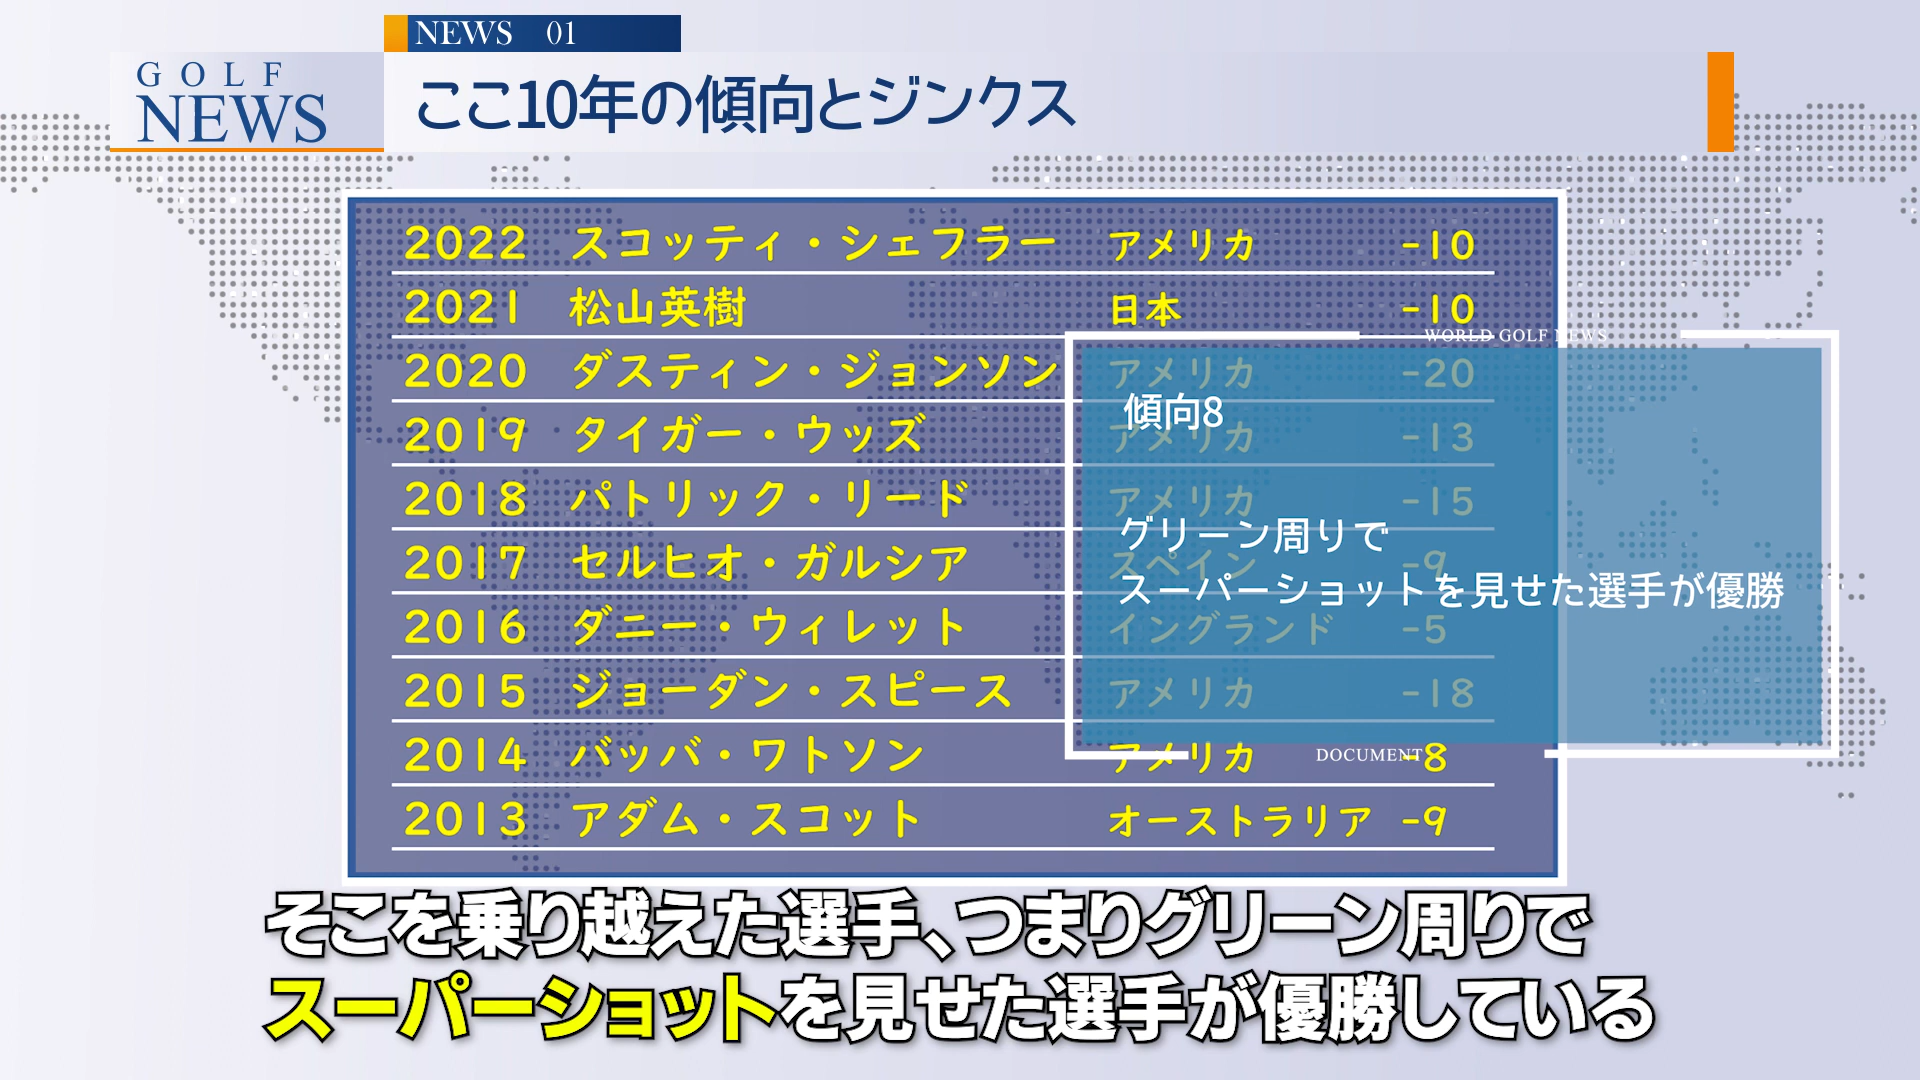 NEWS 01
GOLF
NEWS
ここ10年の傾向とジンクス
2022 スコッティ・シェフラー アメリカ -10
2021 松山英樹 日本 -10
WORLD GOLF NEWS
2020 ダスティン・ジョンソン アメリカ -20
2019 タイガー・ウッズ アメリカ -13
2018 パトリック・リード アメリカ -15
2017 セルヒオ・ガルシア スペイン -9
2016 ダニー・ウィレット イングランド -5
2015 ジョーダン・スピース アメリカ -18
2014 バッバ・ワトソン アメリカ -8
2013 アダム・スコット オーストラリア -9
傾向8
グリーン周りで
スーパーショットを見せた選手が優勝
DOCUMENT
そこを乗り越えた選手、つまりグリーン周りで
スーパーショットを見せた選手が優勝している